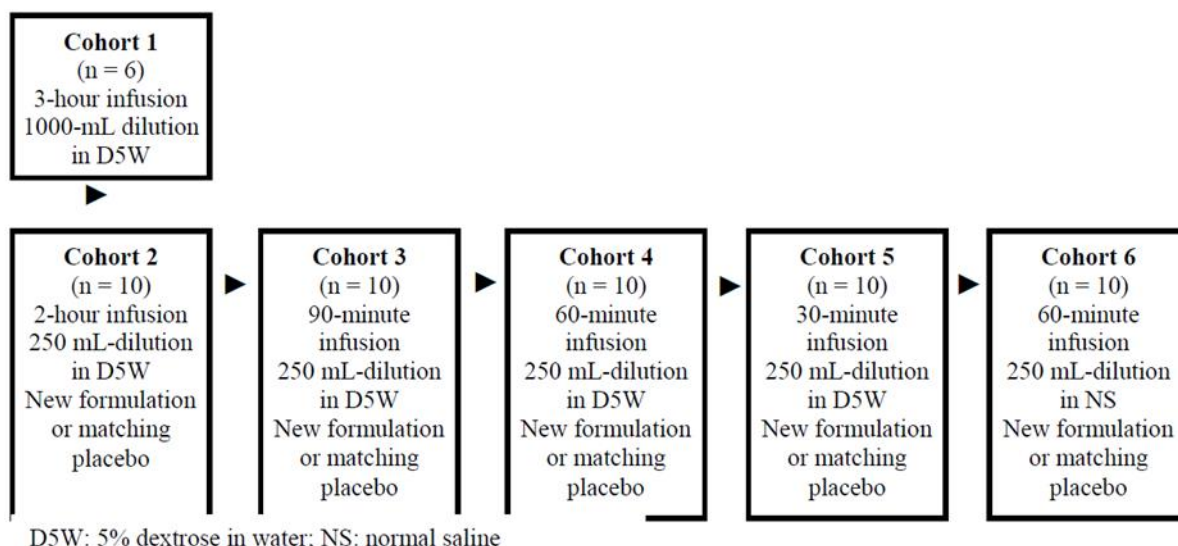 Cohort 1
(n = 6)
3-hour infusion
1000-mL dilution
in D5W
Cohort 2
(n = 10)
2-hour infusion
250 mL-dilution
in D5W
New formulation
or matching
placebo
Cohort 3
(n = 10)
90-minute
infusion
250 mL-dilution
in D5W
New formulation
or matching
placebo
Cohort 4
(n = 10)
60-minute
infusion
250 mL-dilution
in D5W
New formulation
or matching
placebo
Cohort 5
(n = 10)
30-minute
infusion
250 mL-dilution
in D5W
New formulation
or matching
placebo
Cohort 6
(n = 10)
60-minute
infusion
250 mL-dilution
in NS
New formulation
or matching
placebo
D5W: 5% dextrose in water; NS: normal saline